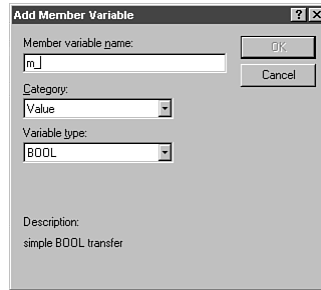 Add Member Variable
Member variable name:
OK
m_
Cancel
Category:
Value
Variable type:
BOOL
Description:
simple BOOL transfer